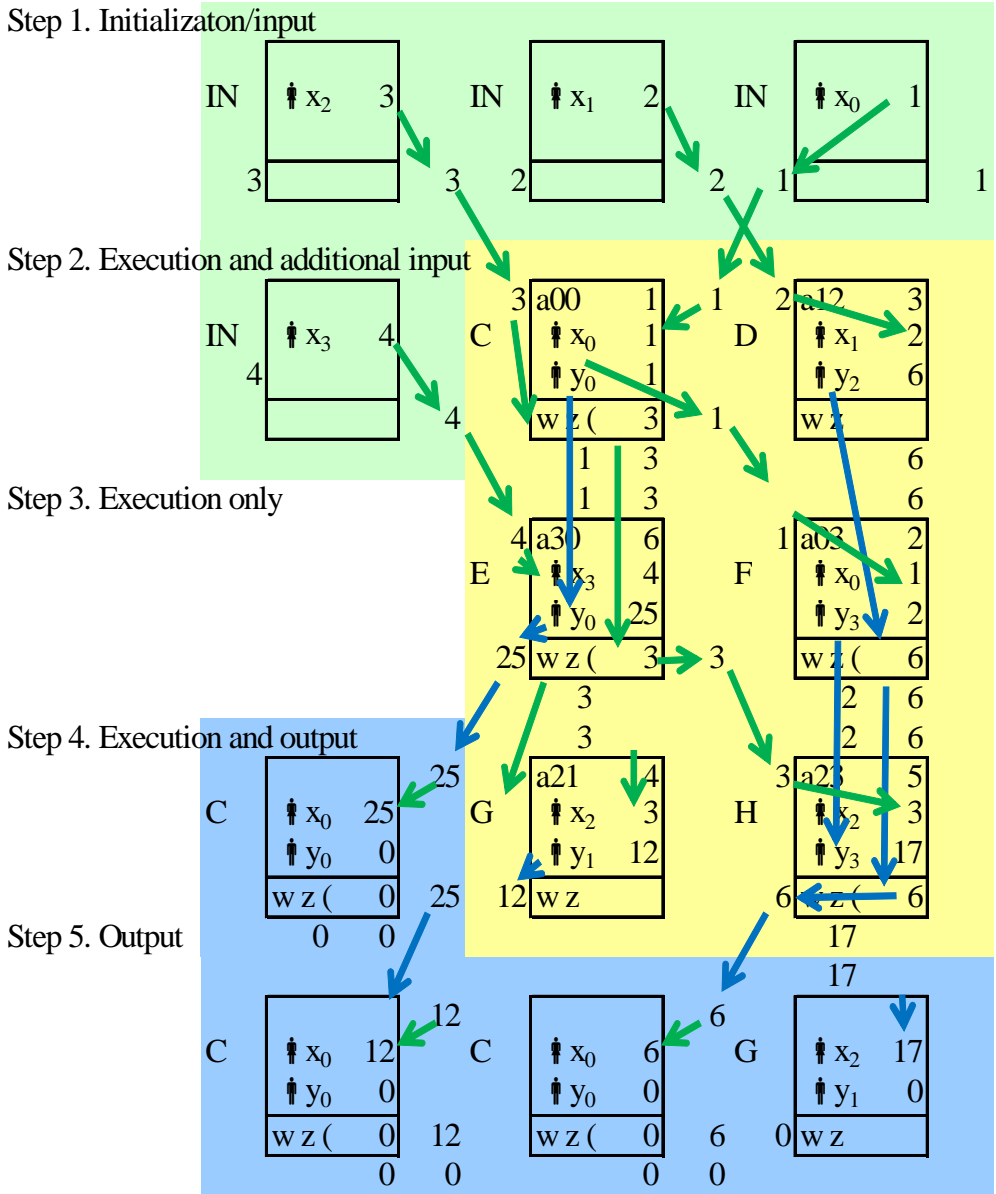 Step 1. Initializaton/input
IN x₂ 3 IN x₁ 2 IN x₀ 1
3 3 2 2 1 1
Step 2. Execution and additional input
3 a00 1 1 2 a12 3
IN x₃ 4 C x₀ 1 D x₁ 2
4 y₀ 1 y₂ 6
4 w z ( 3 1 w z
1 3 6
Step 3. Execution only 1 3 6
4 a30 6 1 a03 2
E x₃ 4 F x₀ 1
y₀ 25 y₃ 2
25 w z ( 3 3 w z ( 6
3 2 6
Step 4. Execution and output 3 2 6
25 a21 4 3 a23 5
C x₀ 25 G x₂ 3 H x₂ 3
y₀ 0 y₁ 12 y₃ 17
w z ( 0 25 12 w z 6 w z ( 6
Step 5. Output 0 0 17
17
12 6
C x₀ 12 C x₀ 6 G x₂ 17
y₀ 0 y₀ 0 y₁ 0
w z ( 0 12 w z ( 0 6 0 w z
0 0 0 0